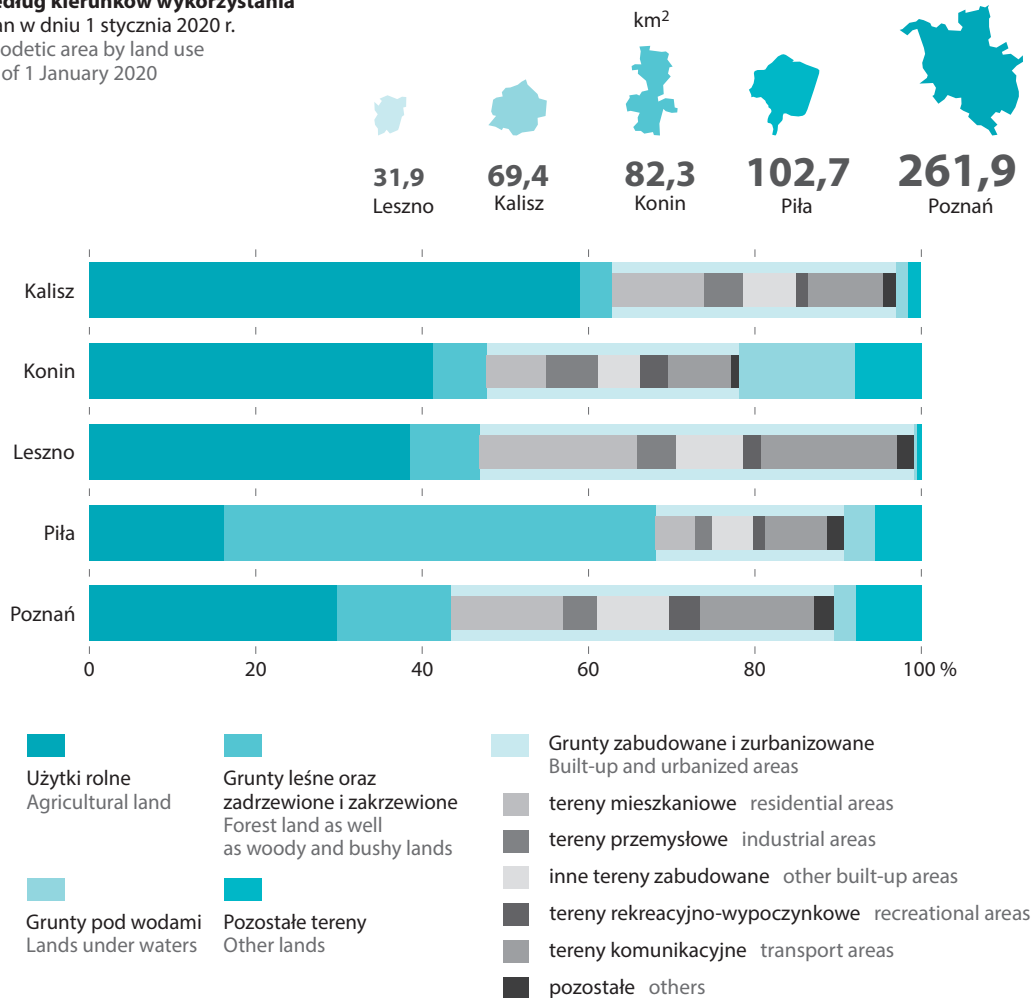 według kierunków wykorzystania
an w dniu 1 stycznia 2020 r.
odetic area by land use
of 1 January 2020
km²
31,9
Leszno
69,4
Kalisz
82,3
Konin
102,7
Piła
261,9
Poznań
Kalisz
Konin
Leszno
Piła
Poznań
0 20 40 60 80 100 %
Użytki rolne
Agricultural land
Grunty leśne oraz
zadrzewione i zakrzewione
Forest land as well
as woody and bushy lands
Grunty pod wodami
Lands under waters
Pozostałe tereny
Other lands
Grunty zabudowane i zurbanizowane
Built-up and urbanized areas
tereny mieszkaniowe residential areas
tereny przemysłowe industrial areas
inne tereny zabudowane other built-up areas
tereny rekreacyjno-wypoczynkowe recreational areas
tereny komunikacyjne transport areas
pozostałe others